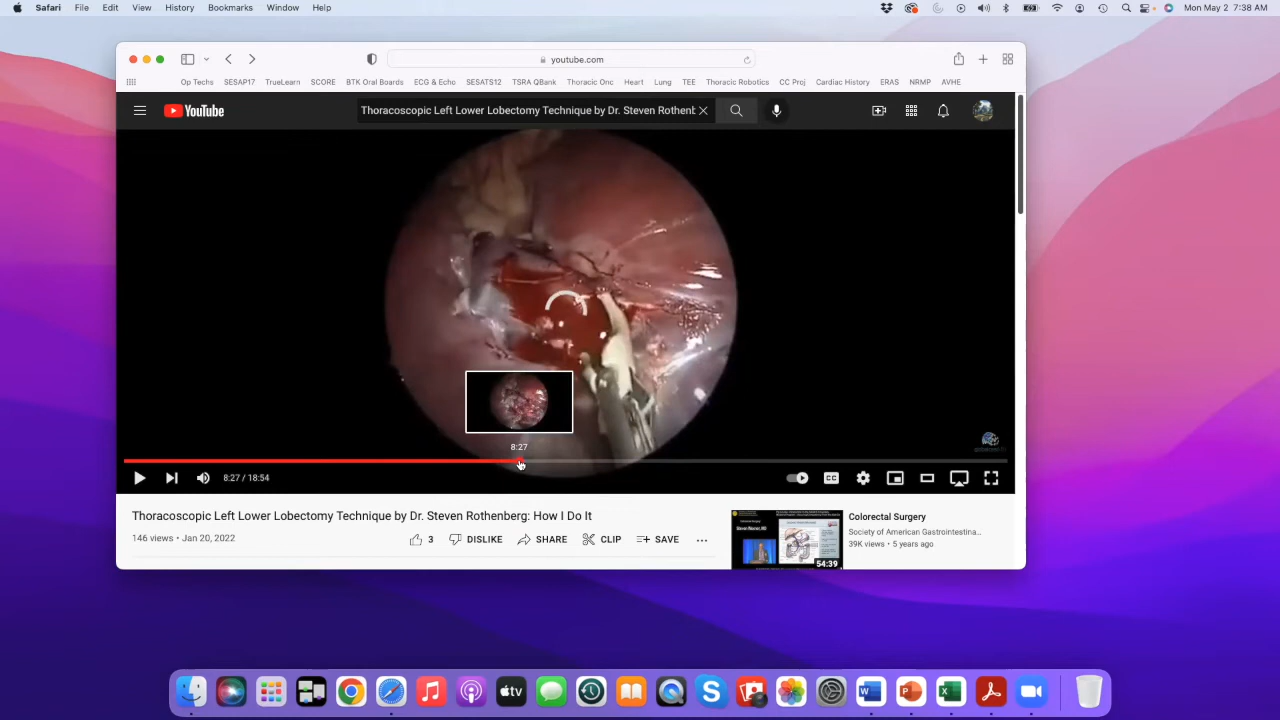 Safari File Edit View History Bookmarks Window Help Mon May 2 7:38 AM
youtube.com
Op Techs SESAP17 TrueLearn SCORE BTK Oral Boards ECG & Echo SESATS12 TSRA QBank Thoracic Onc Heart Lung TEE Thoracic Robotics CC Proj Cardiac History ERAS NRMP AVHE
YouTube Thoracoscopic Left Lower Lobectomy Technique by Dr. Steven Rothenb
8:27
8:27 / 18:54 CC
Thoracoscopic Left Lower Lobectomy Technique by Dr. Steven Rothenberg: How I Do It
146 views • Jan 20, 2022 3 DISLIKE SHARE CLIP SAVE
Colorectal Surgery
Society of American Gastrointestina...
39K views • 5 years ago
54:39
tv